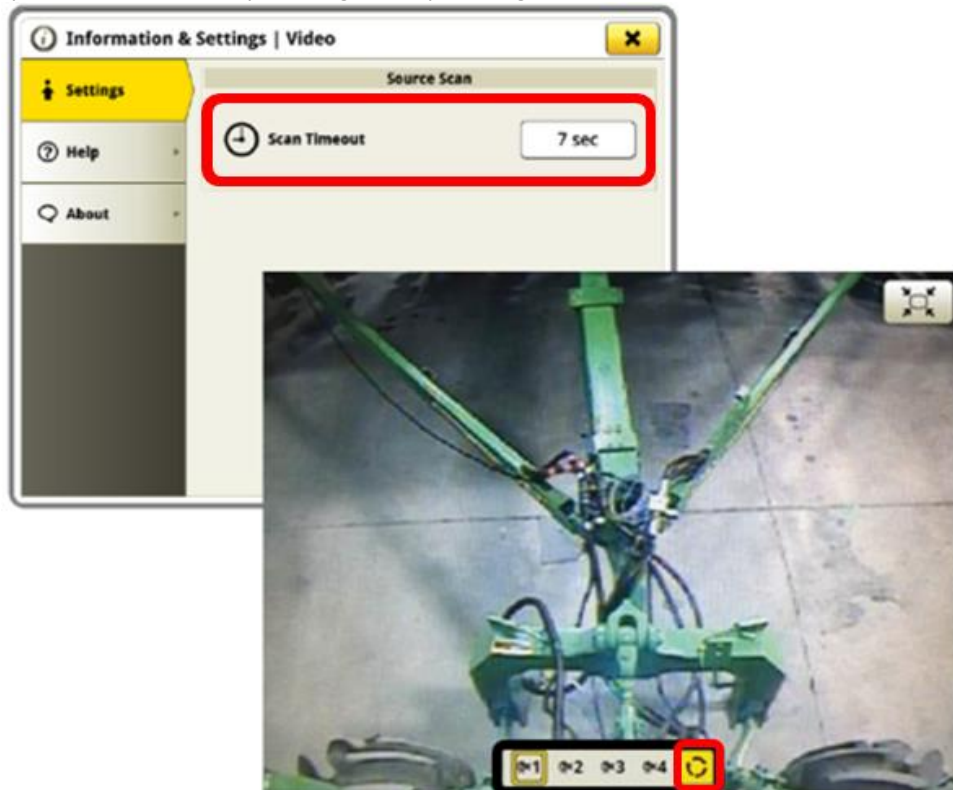 Information & Settings | Video
Settings
Source Scan
Scan Timeout
7 sec
Help
About
1
2
3
4